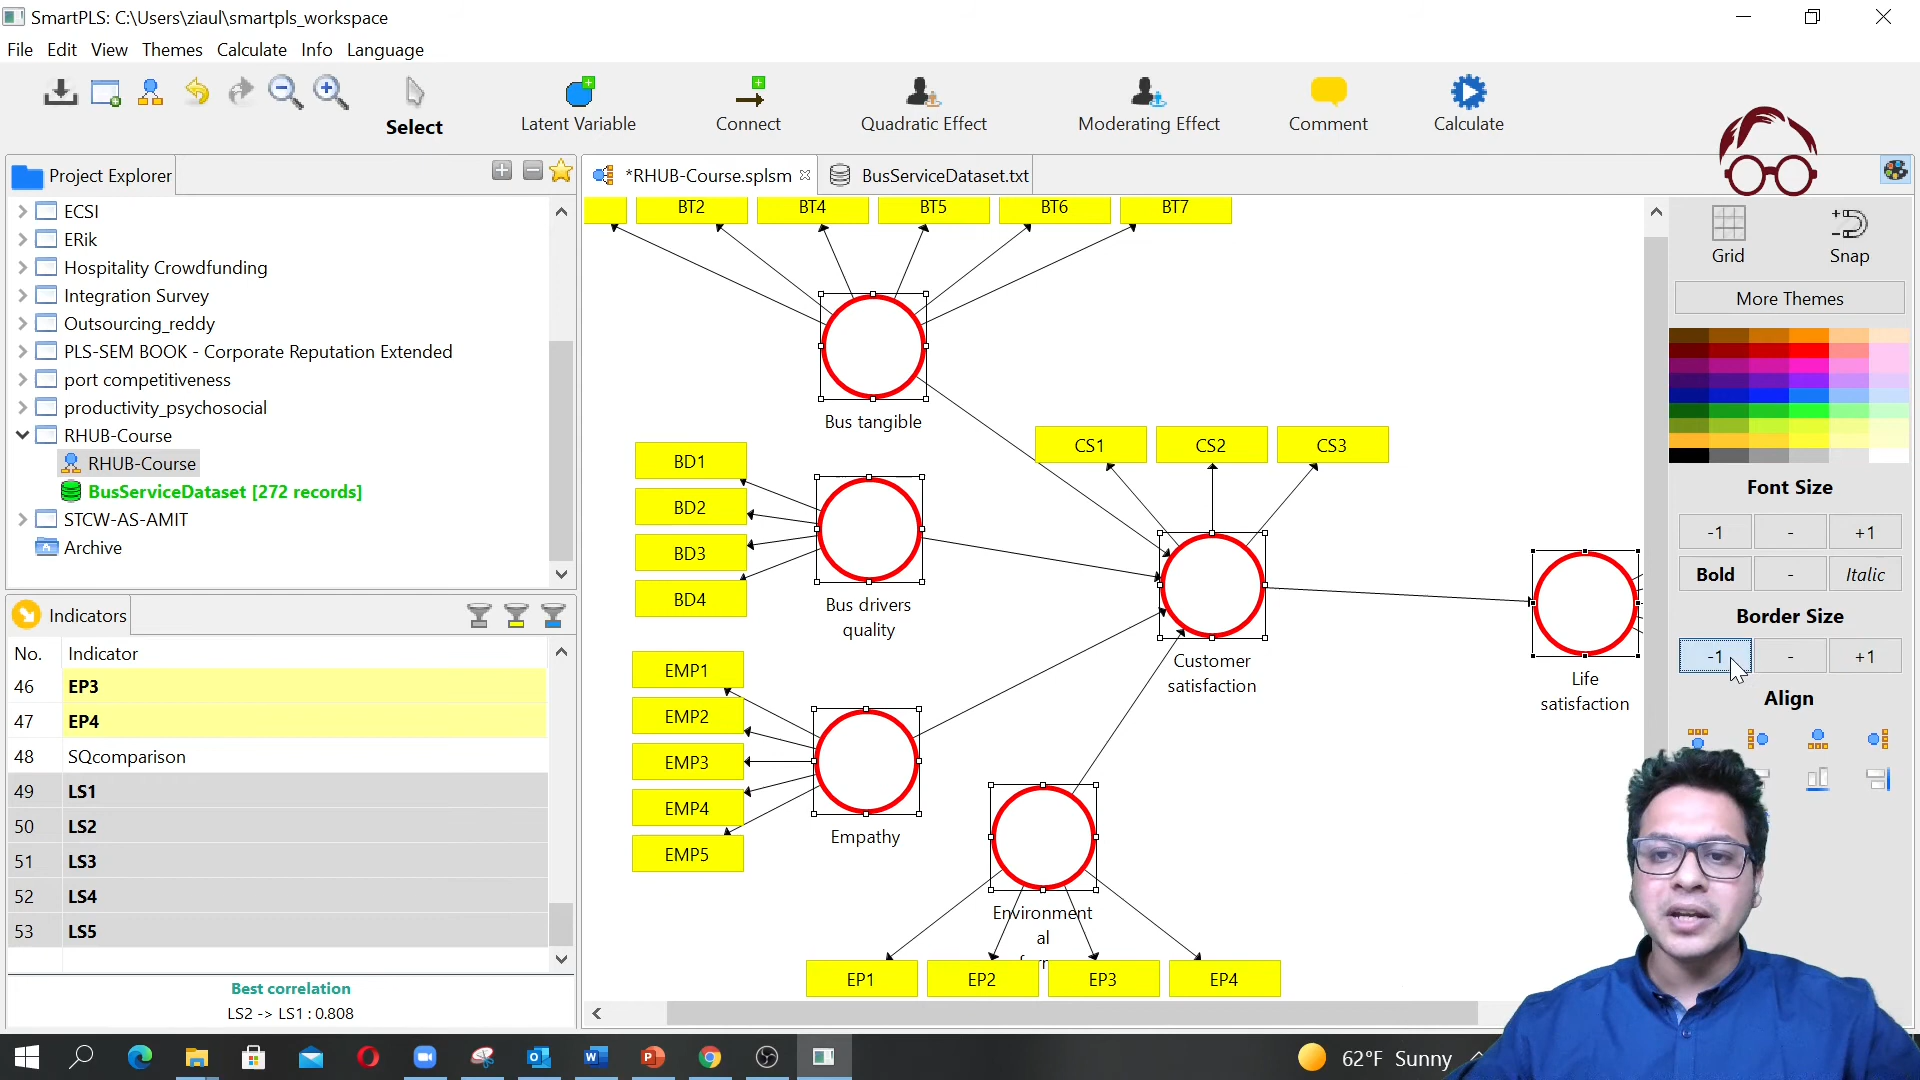 SmartPLS: C:\Users\ziaul\smartpls_workspace
File Edit View Themes Calculate Info Language
Select
Latent Variable
Connect
Quadratic Effect
Moderating Effect
Comment
Calculate
Project Explorer
ECSI
ERik
Hospitality Crowdfunding
Integration Survey
Outsourcing_reddy
PLS-SEM BOOK - Corporate Reputation Extended
port competitiveness
productivity_psychosocial
RHUB-Course
RHUB-Course
BusServiceDataset [272 records]
STCW-AS-AMIT
Archive
Indicators
No. Indicator
46 EP3
47 EP4
48 SQcomparison
49 LS1
50 LS2
51 LS3
52 LS4
53 LS5
Best correlation
LS2 -> LS1 : 0.808
*RHUB-Course.splsm
BusServiceDataset.txt
BT2
BT4
BT5
BT6
BT7
Bus tangible
BD1
BD2
BD3
BD4
Bus drivers
quality
CS1
CS2
CS3
Customer
satisfaction
Life
satisfaction
EMP1
EMP2
EMP3
EMP4
EMP5
Empathy
Environment
al
EP1
EP2
EP3
EP4
Grid
Snap
More Themes
Font Size
-1 - +1
Bold - Italic
Border Size
-1 - +1
Align
62°F Sunny